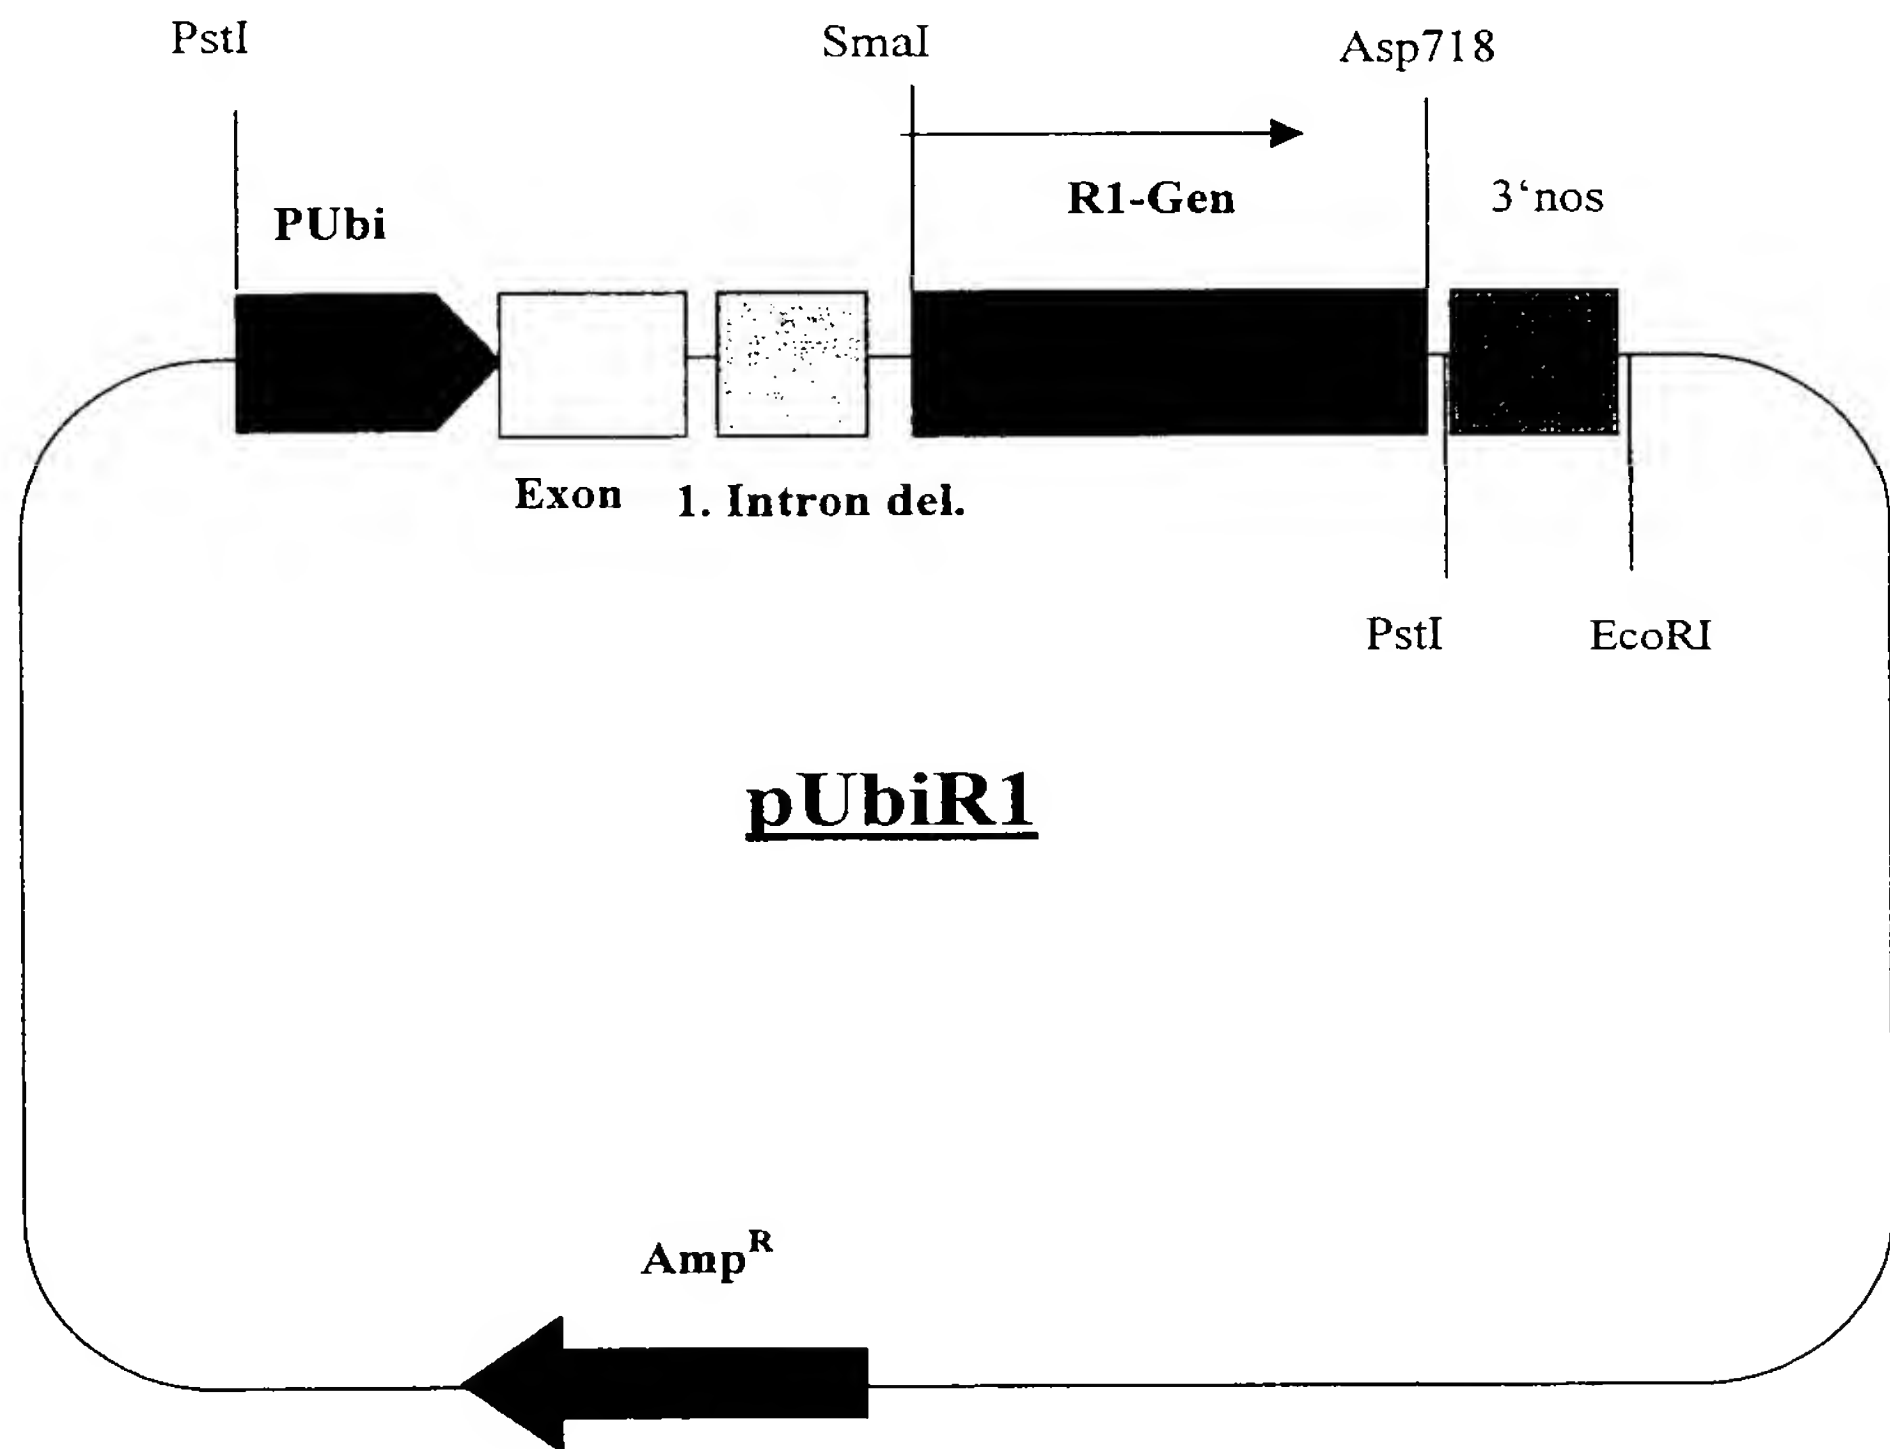 PstI
SmaI
Asp718
R1-Gen
3‘nos
PUbi
Exon
1. Intron del.
PstI
EcoRI
pUbiR1
Amp^R